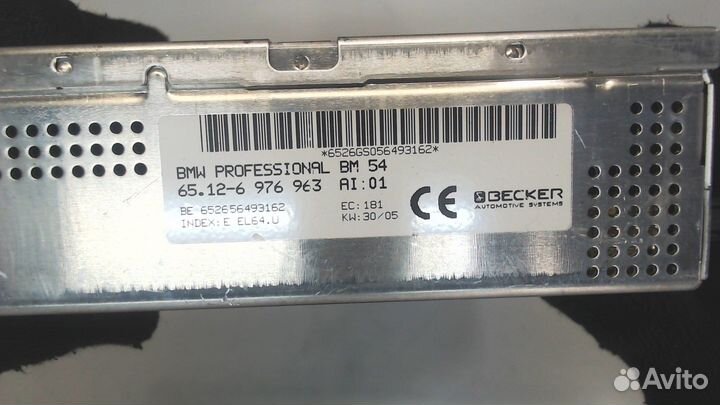 *6526GS056493162*
BMW PROFESSIONAL BM 54
65.12-6 976 963 AI:01
BE 652656493162
INDEX:E EL64.U
EC:181
KW:30/05
CE
BECKER
AUTOMOTIVE SYSTEMS
Avito